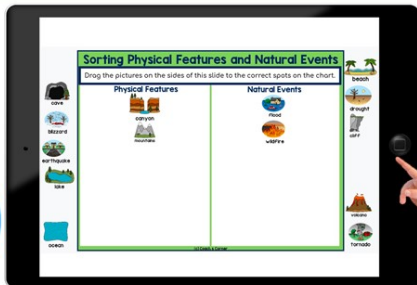 Sorting Physical Features and Natural Events
Drag the pictures on the sides of this slide to the correct spots on the chart.
Physical Features
Natural Events
canyon
mountains
flood
wildfire
cave
blizzard
earthquake
lake
ocean
beach
drought
cliff
volcano
tornado